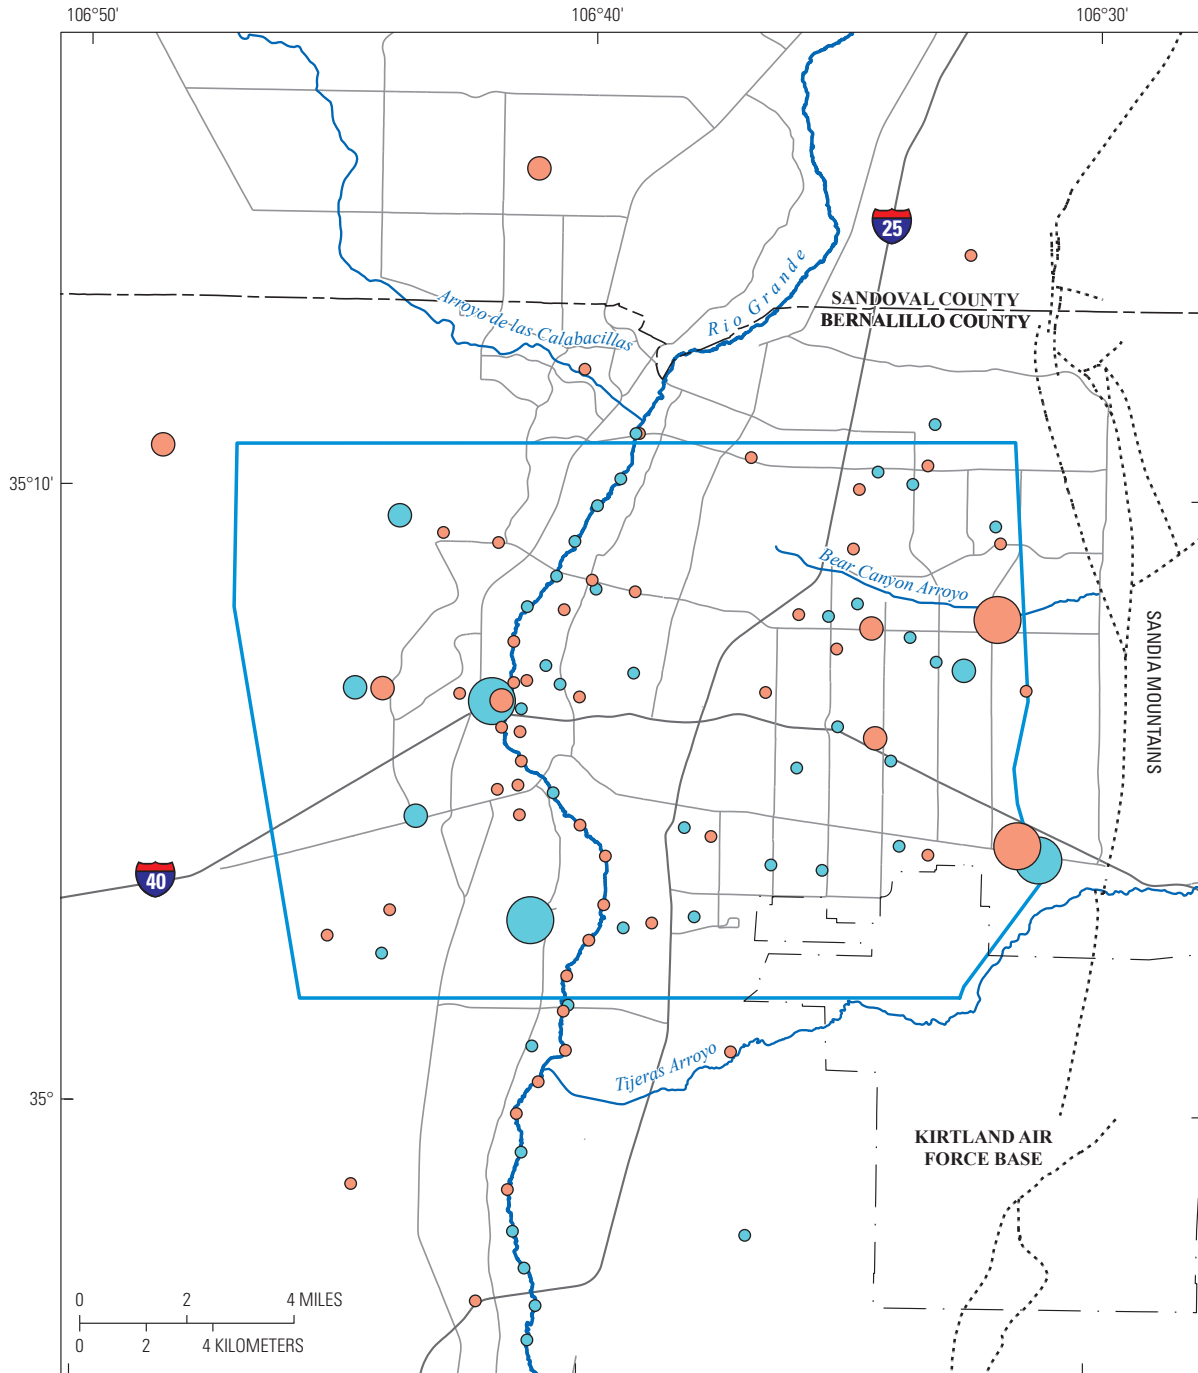 106°50'
106°40'
106°30'
25
Rio Grande
SANDOVAL COUNTY
BERNALILLO COUNTY
Arroyo-de-las-Calabacillas
35°10'
Bear Canyon Arroyo
SANDIA MOUNTAINS
40
Tijeras Arroyo
35°
KIRTLAND AIR
FORCE BASE
0 2 4 MILES
0 2 4 KILOMETERS